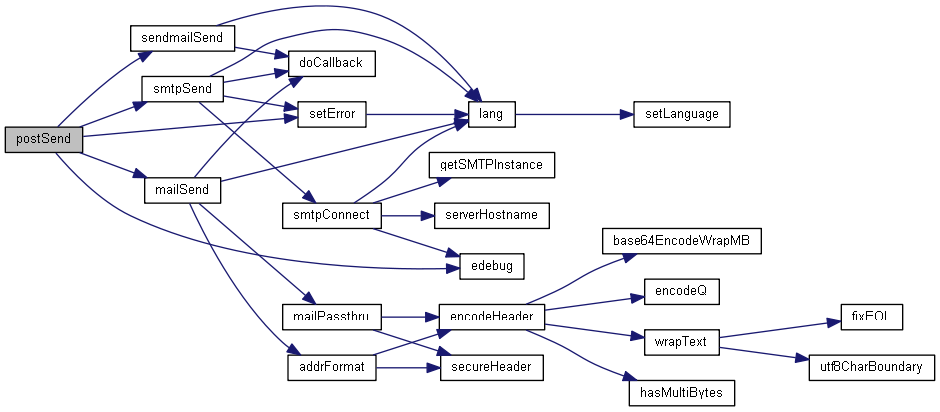 postSend
sendmailSend
smtpSend
mailSend
doCallback
setError
smtpConnect
mailPassthru
addrFormat
lang
getSMTPInstance
serverHostname
edebug
encodeHeader
secureHeader
setLanguage
base64EncodeWrapMB
encodeQ
wrapText
hasMultiBytes
fixEOL
utf8CharBoundary